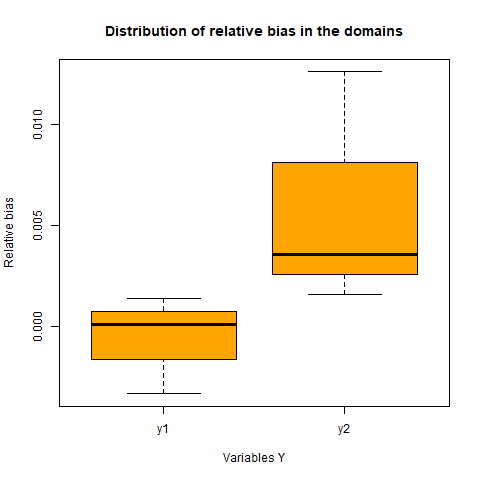 Distribution of relative bias in the domains
0.010
0.005
0.000
Relative bias
y1
y2
Variables Y